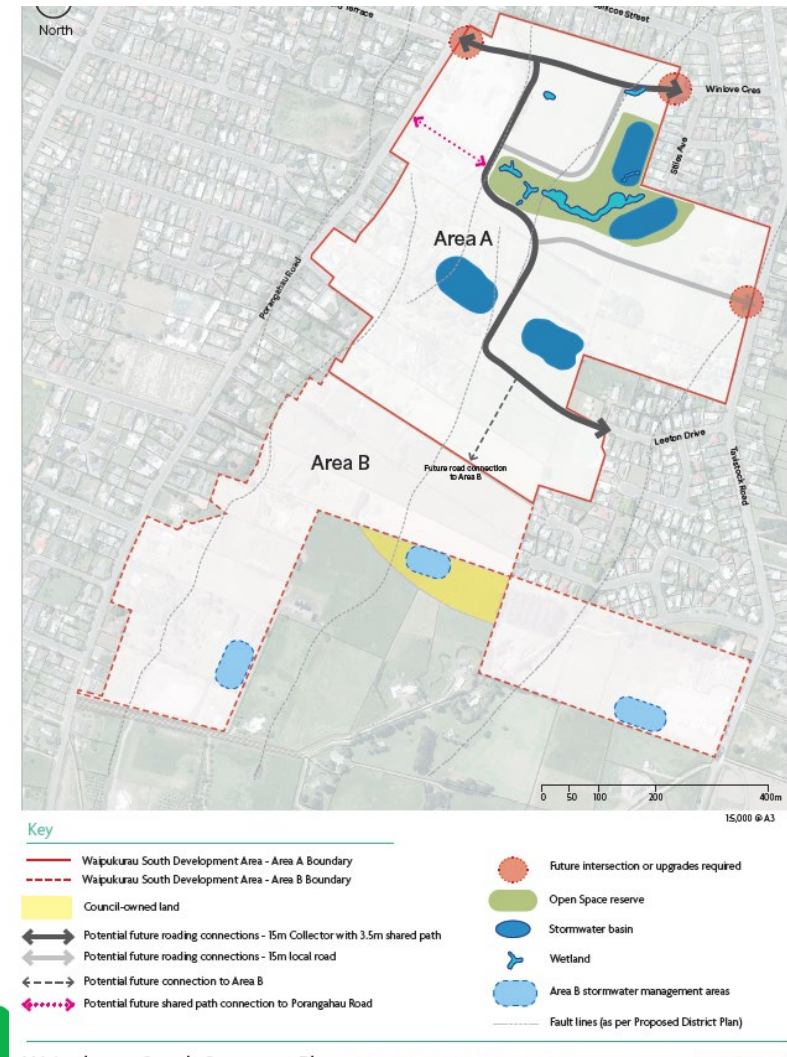 North
Terrace
Street
Winlove Cres
Stiles Ave
Area A
Porangahau Road
Leeton Drive
Area B
Future road connection
to Area B
Tavistock Road
0 50 100 200 400m
1:5,000 @ A3
Key
Waipukurau South Development Area - Area A Boundary
Waipukurau South Development Area - Area B Boundary
Council-owned land
Potential future roading connections - 15m Collector with 3.5m shared path
Potential future roading connections - 15m local road
Potential future connection to Area B
Potential future shared path connection to Porangahau Road
Future intersection or upgrades required
Open Space reserve
Stormwater basin
Wetland
Area B stormwater management areas
Fault lines (as per Proposed District Plan)